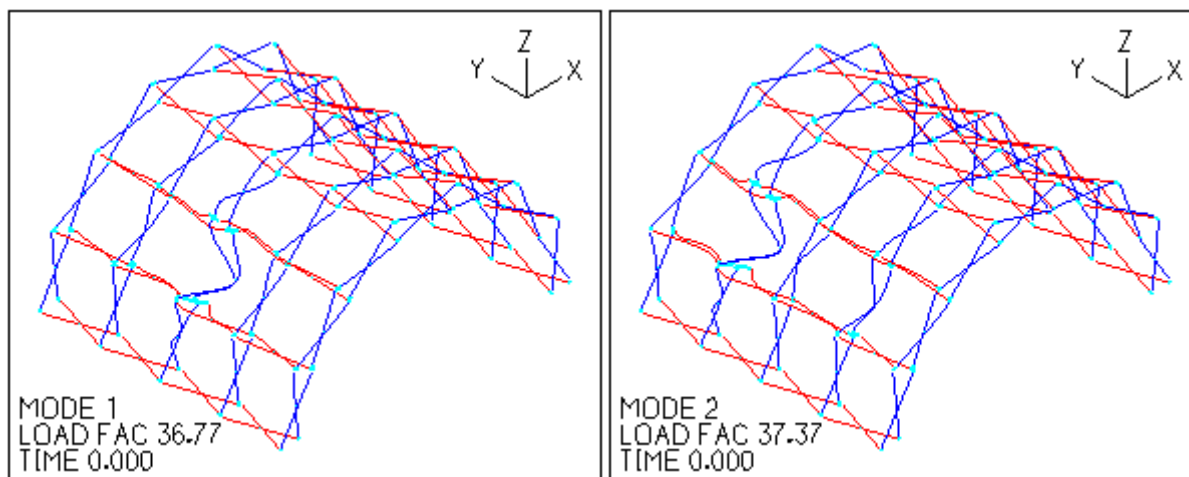 Z
Y X
MODE 1
LOAD FAC 36.77
TIME 0.000
Z
Y X
MODE 2
LOAD FAC 37.37
TIME 0.000